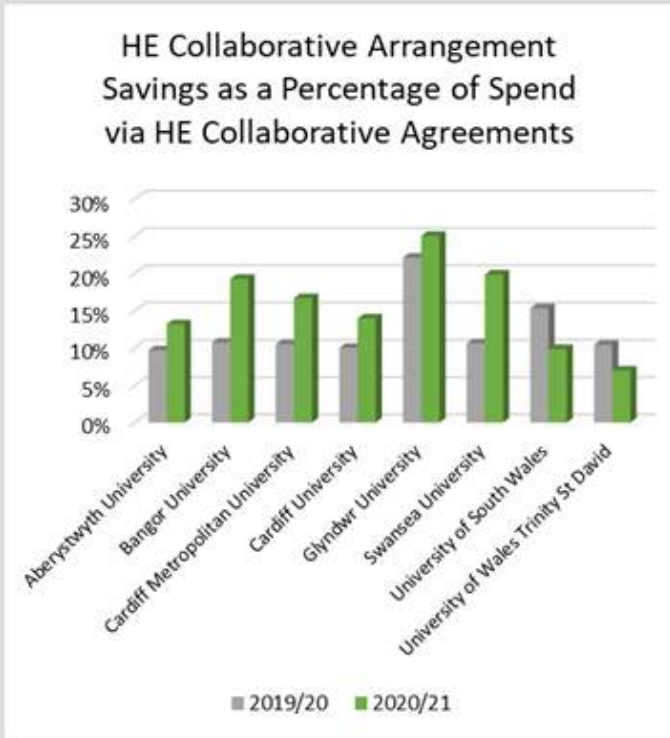 HE Collaborative Arrangement
Savings as a Percentage of Spend
via HE Collaborative Agreements
30%
25%
20%
15%
10%
5%
0%
Aberystwyth University
Bangor University
Cardiff Metropolitan University
Cardiff University
Glyndwr University
Swansea University
University of South Wales
University of Wales Trinity St David
2019/20 2020/21